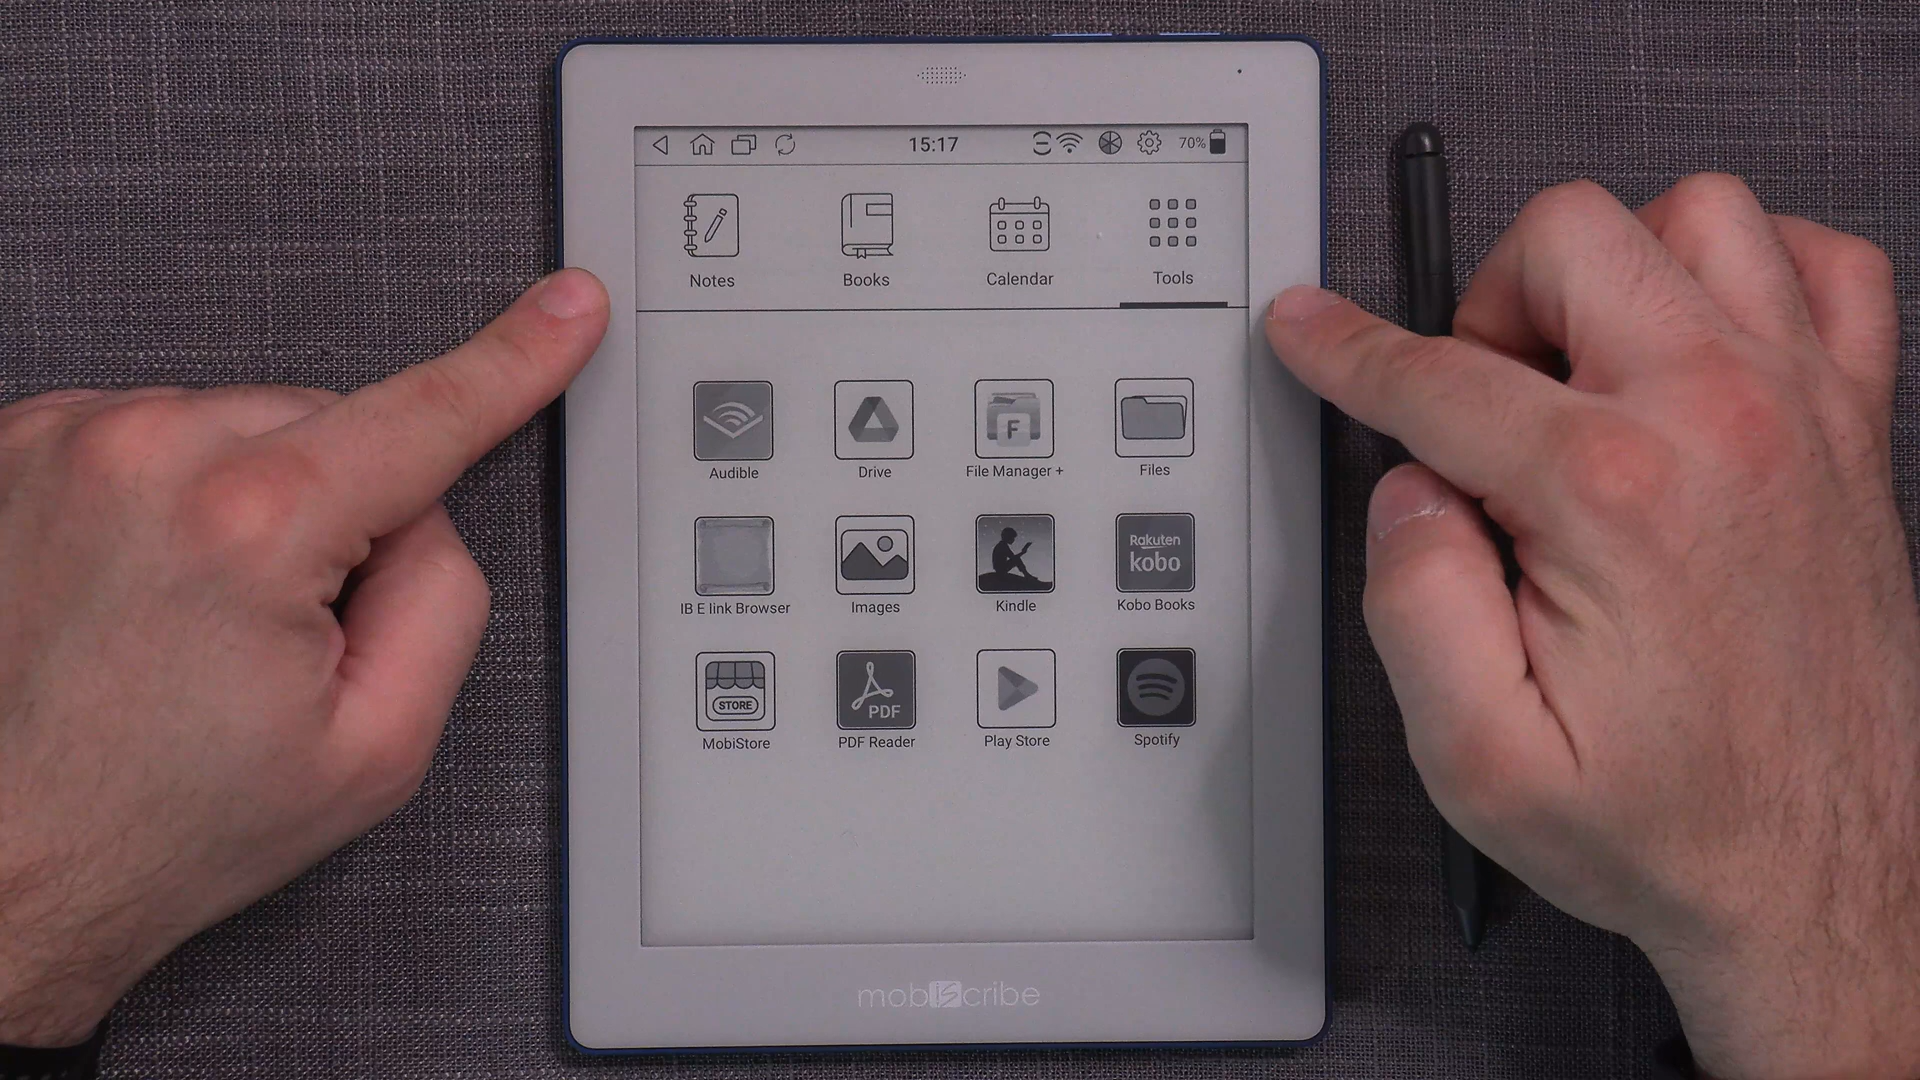 15:17
70%
Notes
Books
Calendar
Tools
F
Audible
Drive
File Manager +
Files
Rakuten
kobo
IB E link Browser
Images
Kindle
Kobo Books
STORE
PDF
MobiStore
PDF Reader
Play Store
Spotify
mobiscribe